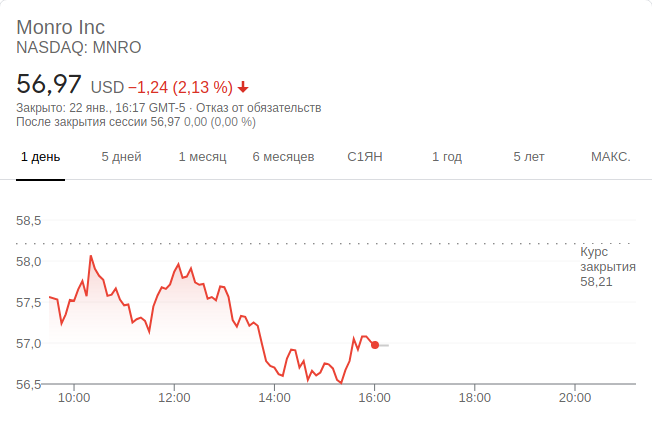 Monro Inc
NASDAQ: MNRO
56,97 USD −1,24 (2,13 %)
Закрыто: 22 янв., 16:17 GMT-5 · Отказ от обязательств
После закрытия сессии 56,97 0,00 (0,00 %)
1 день 5 дней 1 месяц 6 месяцев С1ЯН 1 год 5 лет МАКС.
58,5
Курс
закрытия
58,21
58,0
57,5
57,0
56,5
10:00 12:00 14:00 16:00 18:00 20:00